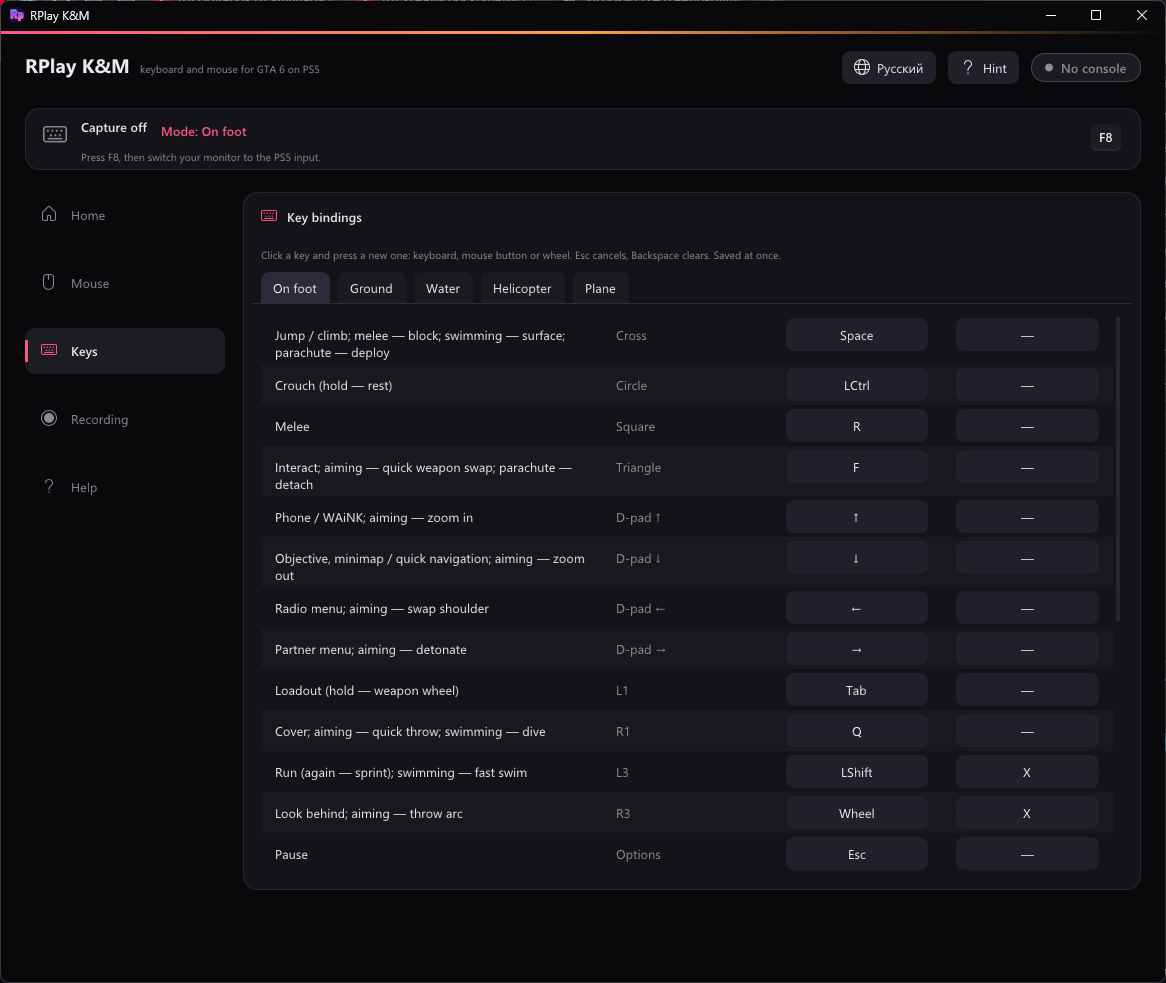 RPlay K&M
RPlay K&M keyboard and mouse for GTA 6 on PS5
Русский
? Hint
No console
Capture off Mode: On foot
Press F8, then switch your monitor to the PS5 input.
F8
Home
Mouse
Keys
Recording
? Help
Key bindings
Click a key and press a new one: keyboard, mouse button or wheel. Esc cancels, Backspace clears. Saved at once.
On foot Ground Water Helicopter Plane
Jump / climb; melee — block; swimming — surface;
parachute — deploy
Cross Space —
Crouch (hold — rest) Circle LCtrl —
Melee Square R —
Interact; aiming — quick weapon swap; parachute —
detach
Triangle F —
Phone / WAiNK; aiming — zoom in D-pad ↑ ↑ —
Objective, minimap / quick navigation; aiming — zoom
out
D-pad ↓ ↓ —
Radio menu; aiming — swap shoulder D-pad ← ← —
Partner menu; aiming — detonate D-pad → → —
Loadout (hold — weapon wheel) L1 Tab —
Cover; aiming — quick throw; swimming — dive R1 Q —
Run (again — sprint); swimming — fast swim L3 LShift X
Look behind; aiming — throw arc R3 Wheel X
Pause Options Esc —